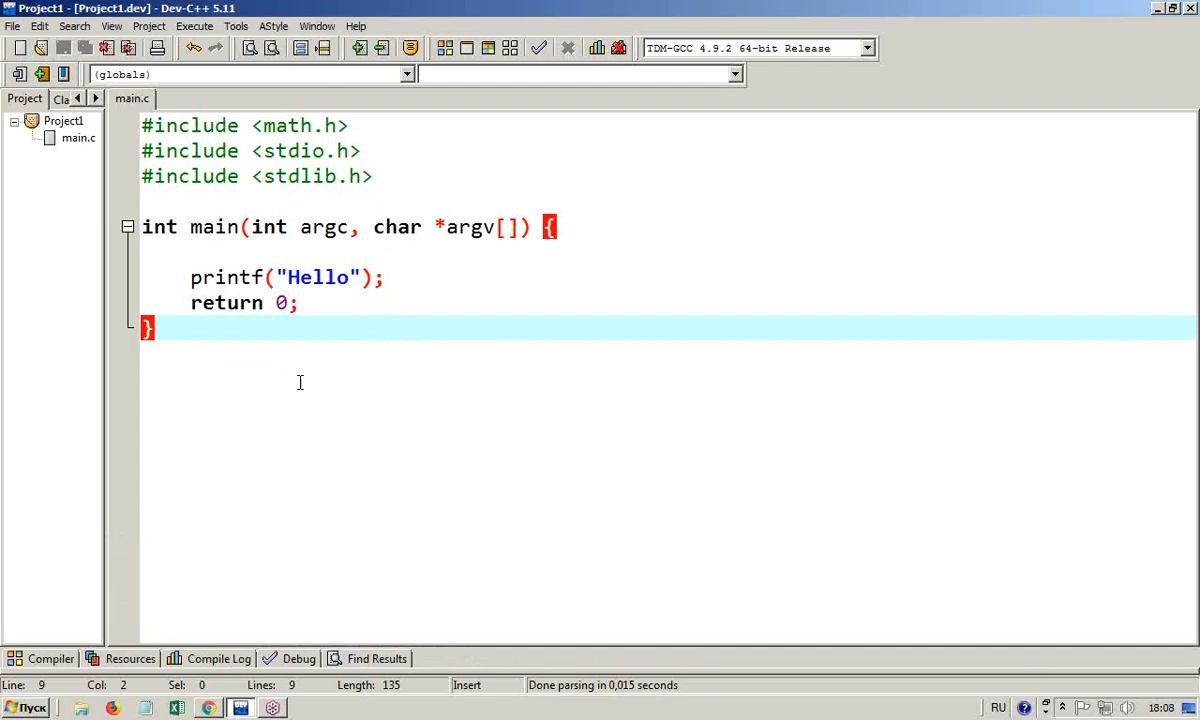 Project1 - [Project1.dev] - Dev-C++ 5.11
File Edit Search View Project Execute Tools AStyle Window Help
TDM-GCC 4.9.2 64-bit Release
(globals)
Project Cla main.c
Project1
main.c
#include <math.h>
#include <stdio.h>
#include <stdlib.h>
int main(int argc, char *argv[]) {
printf("Hello");
return 0;
}
Compiler Resources Compile Log Debug Find Results
Line: 9 Col: 2 Sel: 0 Lines: 9 Length: 135 Insert Done parsing in 0,015 seconds
Пуск RU 18:08